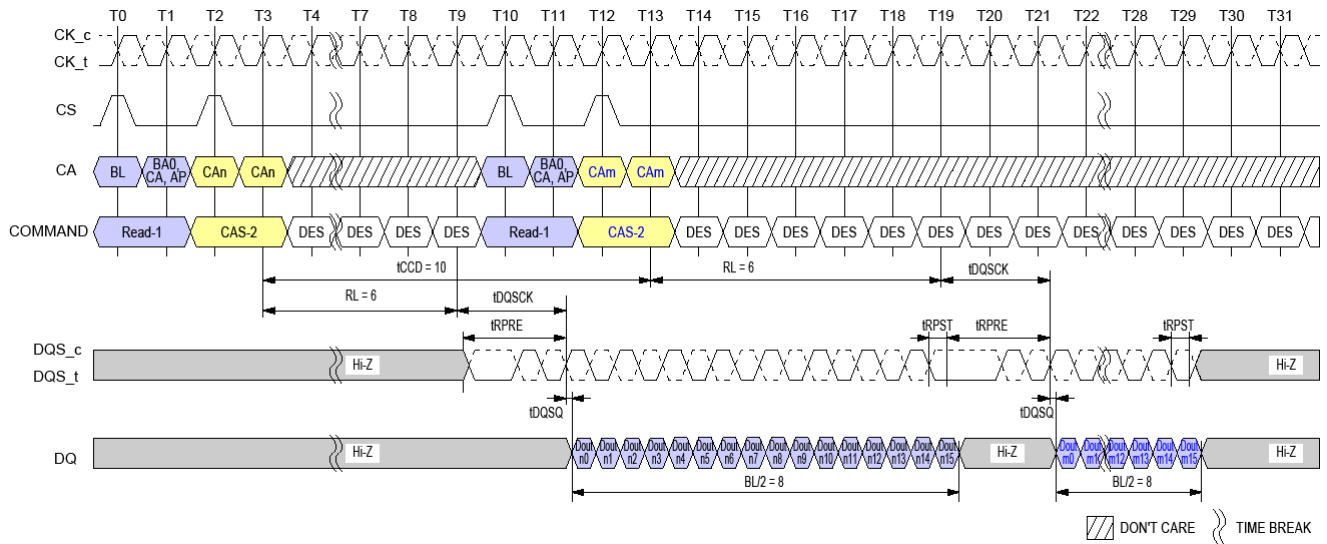 T0 T1 T2 T3 T4 T7 T8 T9 T10 T11 T12 T13 T14 T15 T16 T17 T18 T19 T20 T21 T22 T28 T29 T30 T31
CK_c
CK_t
CS
CA
BL
BA0, CA, AP
CAn
CAn
BL
BA0, CA, AP
CAm
CAm
COMMAND
Read-1 CAS-2 DES DES DES DES Read-1 CAS-2 DES DES DES DES DES DES DES DES DES DES DES DES DES
tCCD = 10
RL = 6
tDQSCK
RL = 6
tDQSCK
tRPRE
tRPST
tRPRE
tRPST
DQS_c
DQS_t
Hi-Z
Hi-Z
tDQSQ
tDQSQ
DQ
Hi-Z
Dout n0
Dout n1
Dout n2
Dout n3
Dout n4
Dout n5
Dout n6
Dout n7
Dout n8
Dout n9
Dout n10
Dout n11
Dout n12
Dout n13
Dout n14
Dout n15
Hi-Z
Dout m0
Dout m1
Dout m12
Dout m13
Dout m14
Dout m15
Hi-Z
BL/2 = 8
BL/2 = 8
DON'T CARE
TIME BREAK